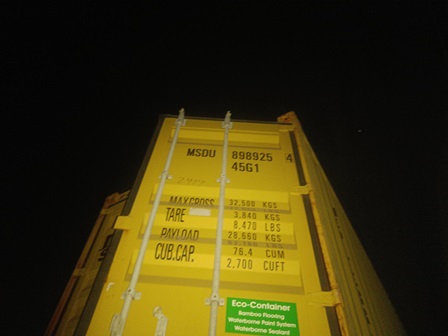 MSDU 898925 4
45G1
MAX.GROSS 32,500 KGS
TARE 3,840 KGS
8,470 LBS
PAYLOAD 28,660 KGS
CUB.CAP. 76.4 CUM
2,700 CUFT
Eco-Container
Bamboo Flooring
Waterborne Paint System
Waterborne Sealant